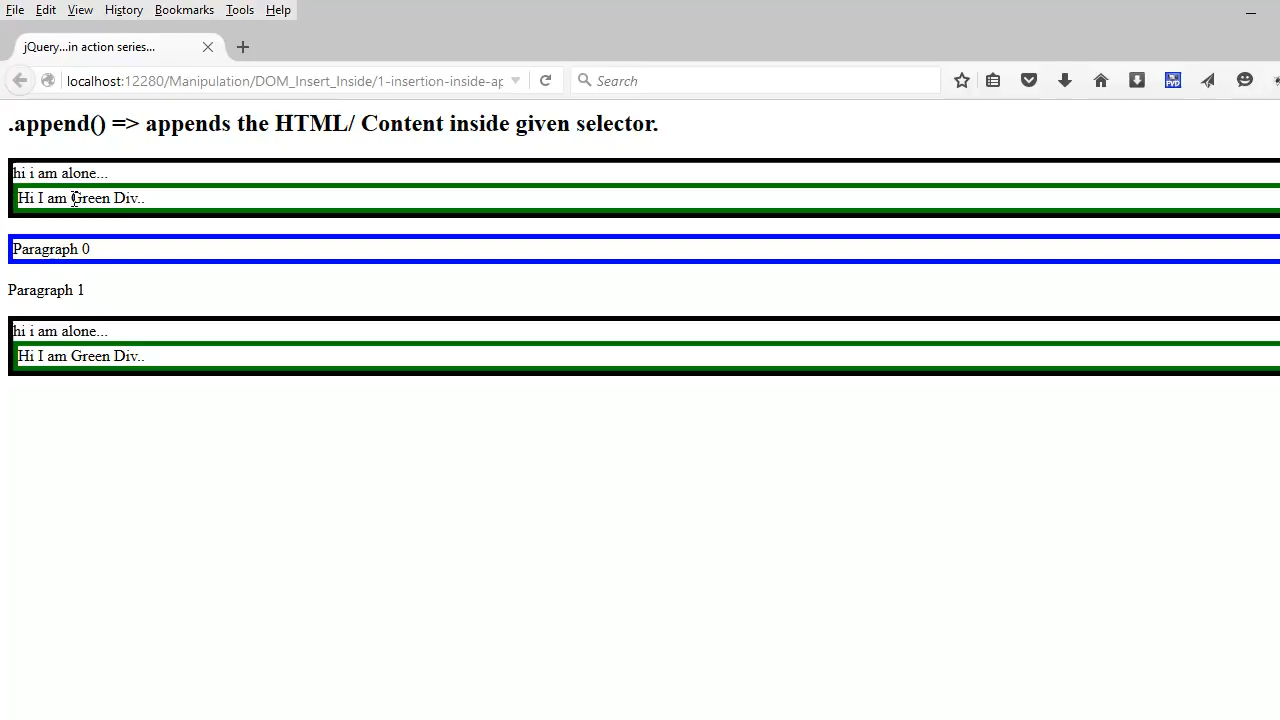 File Edit View History Bookmarks Tools Help
jQuery...in action series...
localhost:12280/Manipulation/DOM_Insert_Inside/1-insertion-inside-ap
Search
FVD
.append() => appends the HTML/ Content inside given selector.
hi i am alone...
Hi I am Green Div..
Paragraph 0
Paragraph 1
hi i am alone...
Hi I am Green Div..